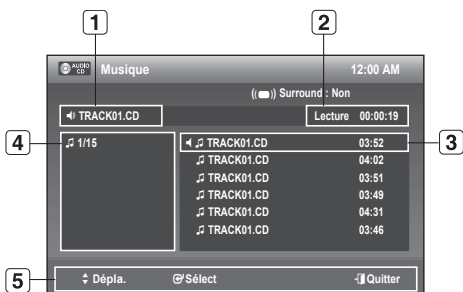 1 2
AUDIO CD Musique 12:00 AM
Surround : Non
TRACK01.CD Lecture 00:00:19
1/15 TRACK01.CD 03:52 3
4 TRACK01.CD 04:02
TRACK01.CD 03:51
TRACK01.CD 03:49
TRACK01.CD 04:31
TRACK01.CD 03:46
5 Dépla. Sélect Quitter